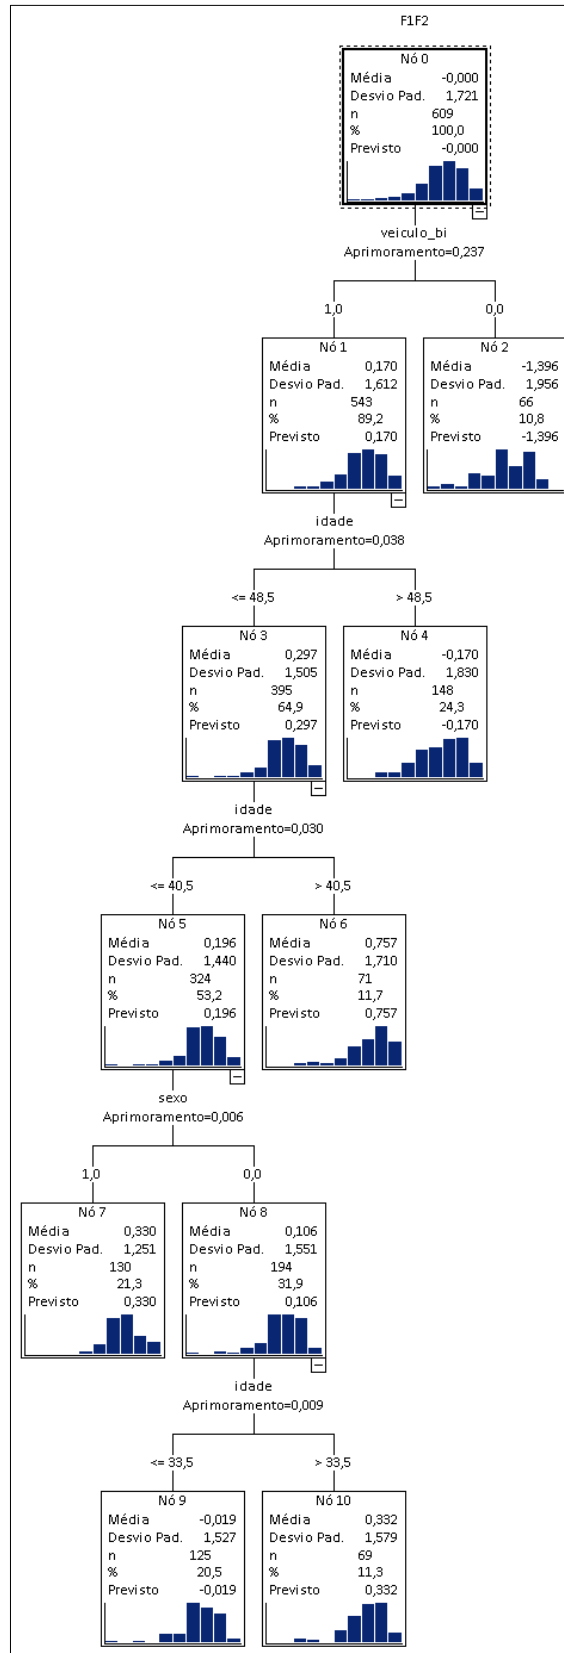 F1F2
Nó 0
Média -0,000
Desvio Pad. 1,721
n 609
% 100,0
Previsto -0,000
veiculo_bi
Aprimoramento=0,237
1,0 0,0
Nó 1
Média 0,170
Desvio Pad. 1,612
n 543
% 89,2
Previsto 0,170
Nó 2
Média -1,396
Desvio Pad. 1,956
n 66
% 10,8
Previsto -1,396
idade
Aprimoramento=0,038
<= 48,5 > 48,5
Nó 3
Média 0,297
Desvio Pad. 1,505
n 395
% 64,9
Previsto 0,297
Nó 4
Média -0,170
Desvio Pad. 1,830
n 148
% 24,3
Previsto -0,170
idade
Aprimoramento=0,030
<= 40,5 > 40,5
Nó 5
Média 0,196
Desvio Pad. 1,440
n 324
% 53,2
Previsto 0,196
Nó 6
Média 0,757
Desvio Pad. 1,710
n 71
% 11,7
Previsto 0,757
sexo
Aprimoramento=0,006
1,0 0,0
Nó 7
Média 0,330
Desvio Pad. 1,251
n 130
% 21,3
Previsto 0,330
Nó 8
Média 0,106
Desvio Pad. 1,551
n 194
% 31,9
Previsto 0,106
idade
Aprimoramento=0,009
<= 33,5 > 33,5
Nó 9
Média -0,019
Desvio Pad. 1,527
n 125
% 20,5
Previsto -0,019
Nó 10
Média 0,332
Desvio Pad. 1,579
n 69
% 11,3
Previsto 0,332